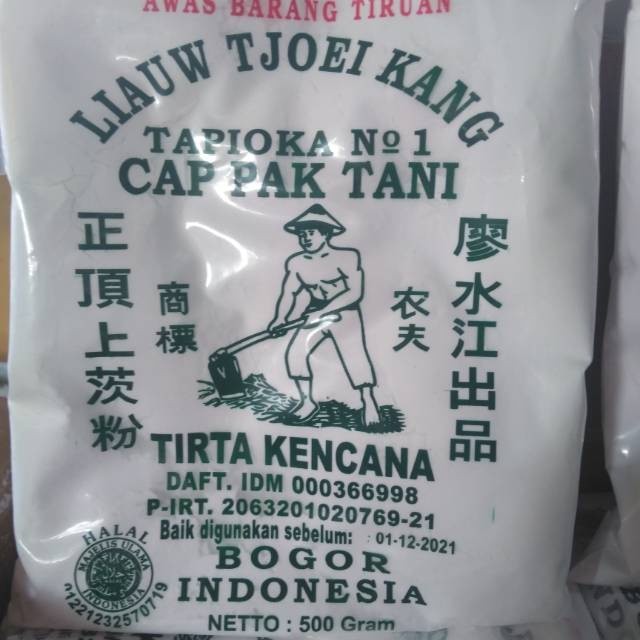 AWAS BARANG TIRUAN
LIAUW TJOEI KANG
TAPIOKA No 1
CAP PAK TANI
正頂上茨粉
商標
农夫
廖水江出品
TIRTA KENCANA
DAFT. IDM 000366998
P-IRT. 2063201020769-21
Baik digunakan sebelum: 01-12-2021
HALAL
MAJELIS ULAMA
INDONESIA
01221232570719
BOGOR
INDONESIA
NETTO : 500 Gram